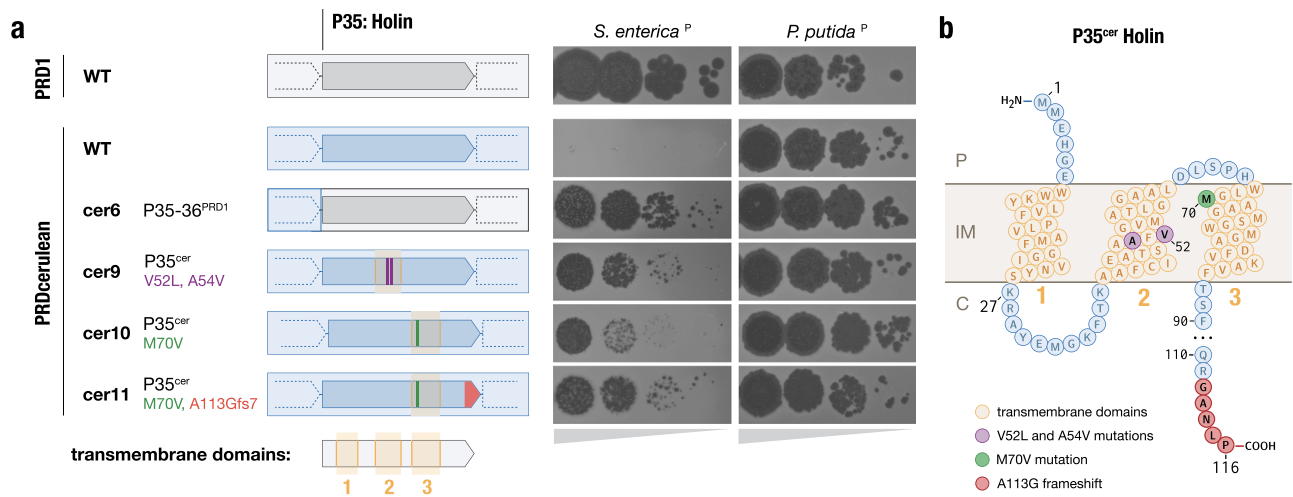 a
P35: Holin
S. enterica P
P. putida P
PRD1
WT
PRDcerulean
WT
cer6 P35-36PRD1
cer9 P35cer
V52L, A54V
cer10 P35cer
M70V
cer11 P35cer
M70V, A113Gfs7
transmembrane domains:
1 2 3
b
P35cer Holin
1
H2N M
M
E
H
G
E
P
D L S P H
Y K W W
G A A L
M G L W
F V L
A T L G
G A A
70
V L P
G V M
W G S M
IM
F M A
A F V
A G M
52
I G G
E A T S
V F D
S Y N V
A A F C I
F V A K
1 2 3
C
27 K
R
A
Y E M G K
F
T
K
T
S
90 F
...
110 Q
R
G
A
N
L
P COOH
116
transmembrane domains
V52L and A54V mutations
M70V mutation
A113G frameshift